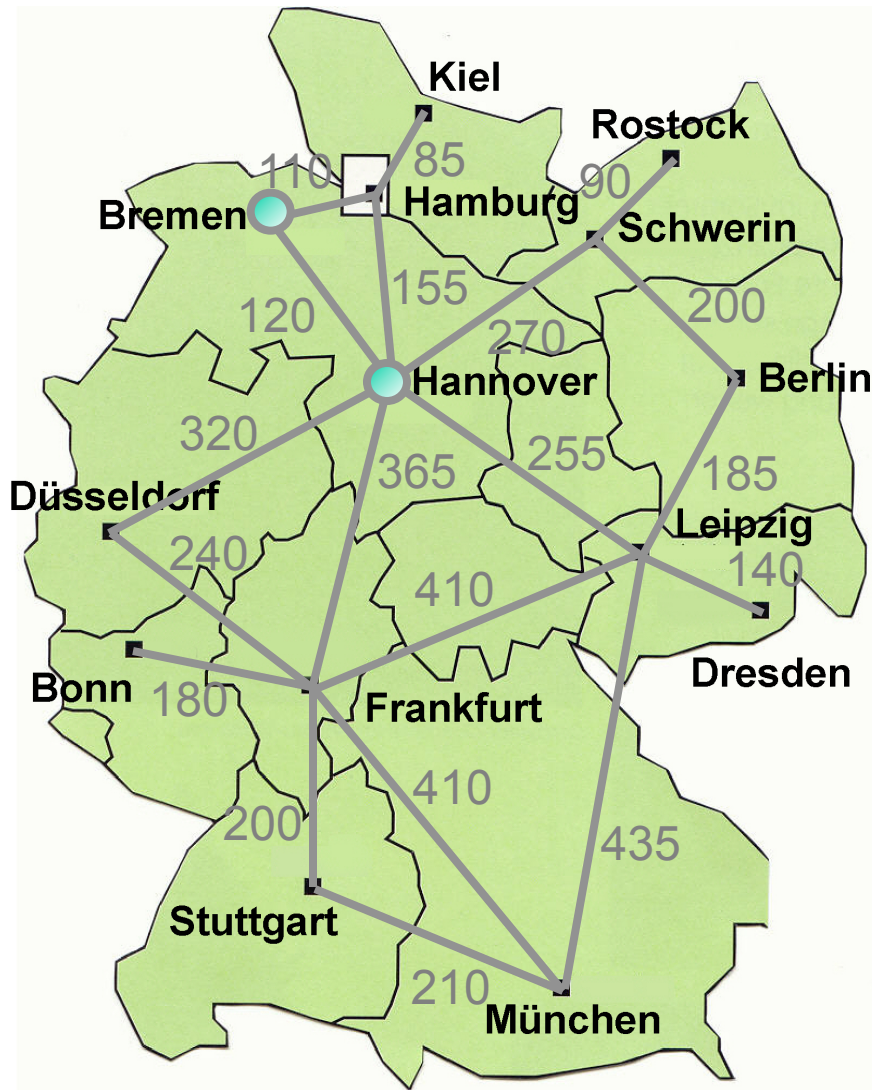 Kiel
Rostock
110
85
90
Bremen
Hamburg
Schwerin
155
200
120
270
Hannover
Berlin
320
255
365
185
Düsseldorf
Leipzig
240
140
410
Bonn
180
Dresden
Frankfurt
410
200
435
Stuttgart
210
München